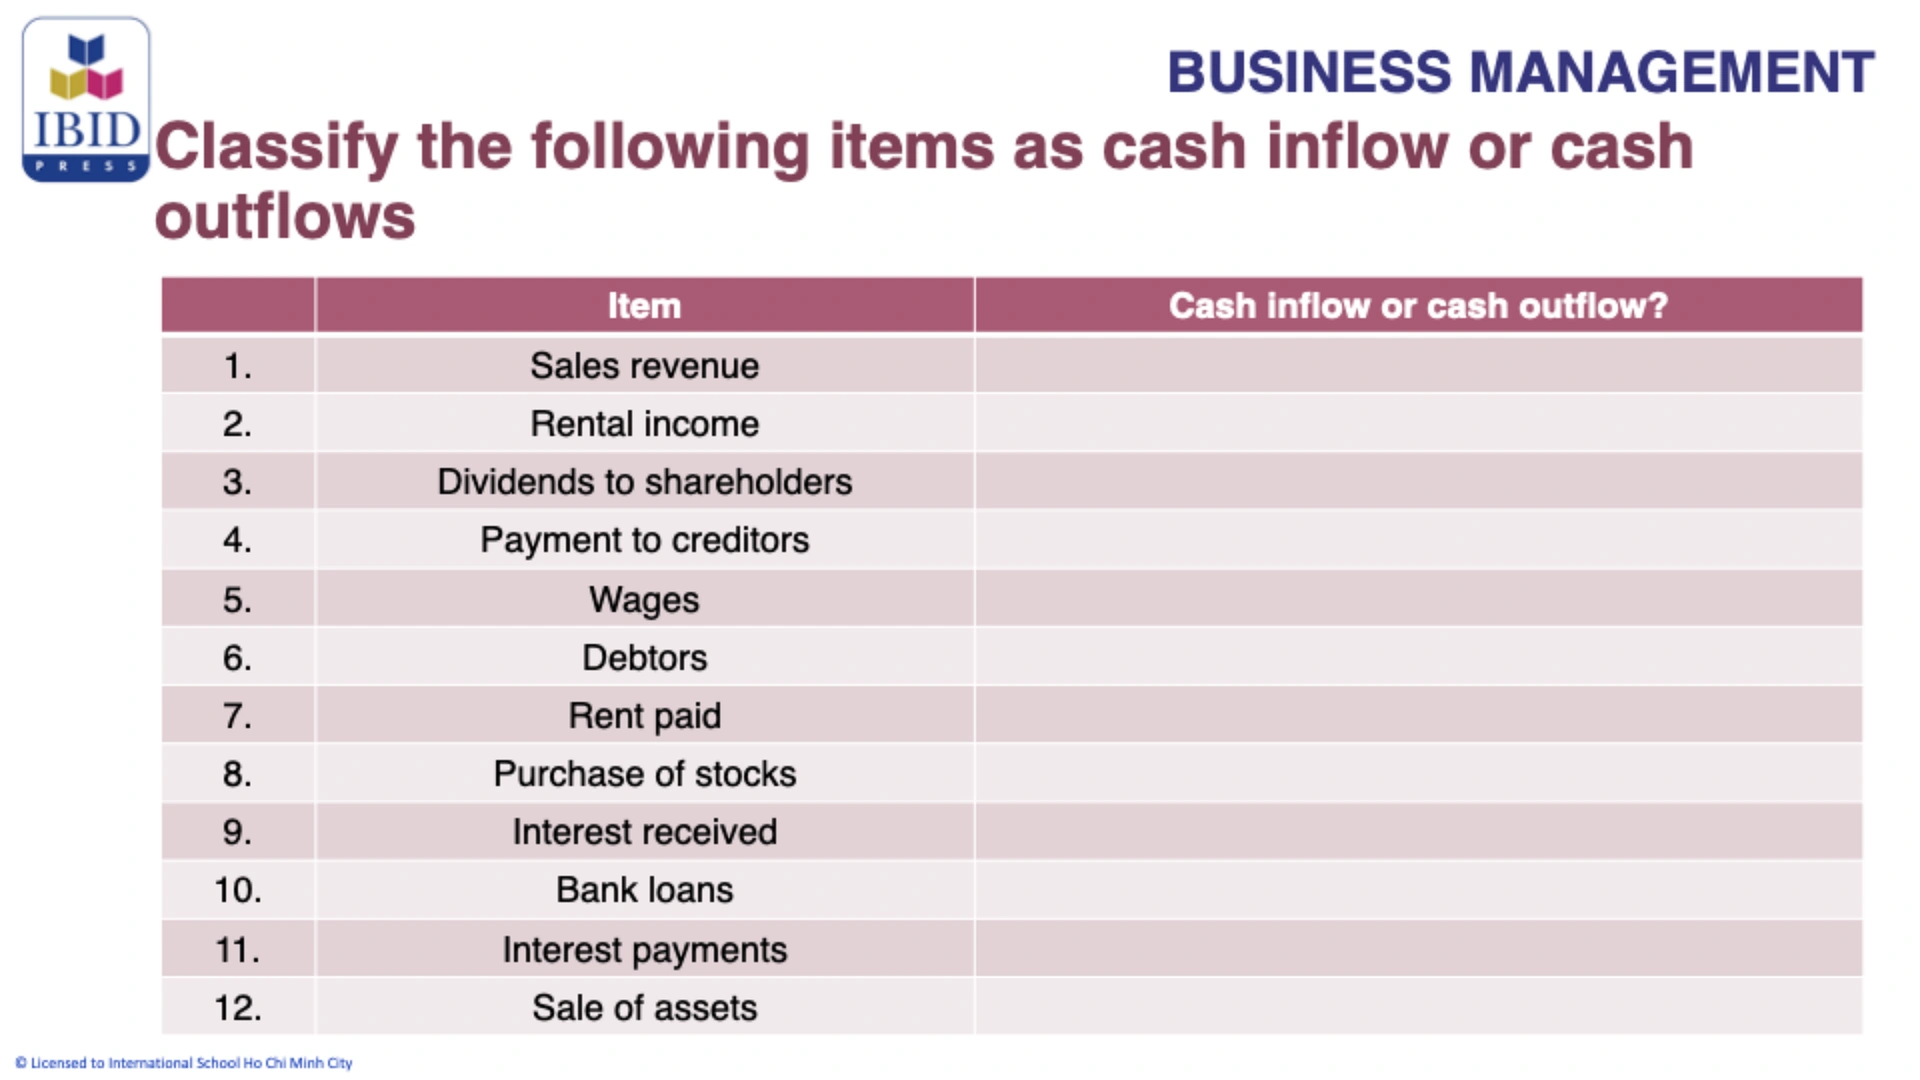 IBID
PRESS
BUSINESS MANAGEMENT
Classify the following items as cash inflow or cash
outflows
Item Cash inflow or cash outflow?
1. Sales revenue
2. Rental income
3. Dividends to shareholders
4. Payment to creditors
5. Wages
6. Debtors
7. Rent paid
8. Purchase of stocks
9. Interest received
10. Bank loans
11. Interest payments
12. Sale of assets
© Licensed to International School Ho Chi Minh City